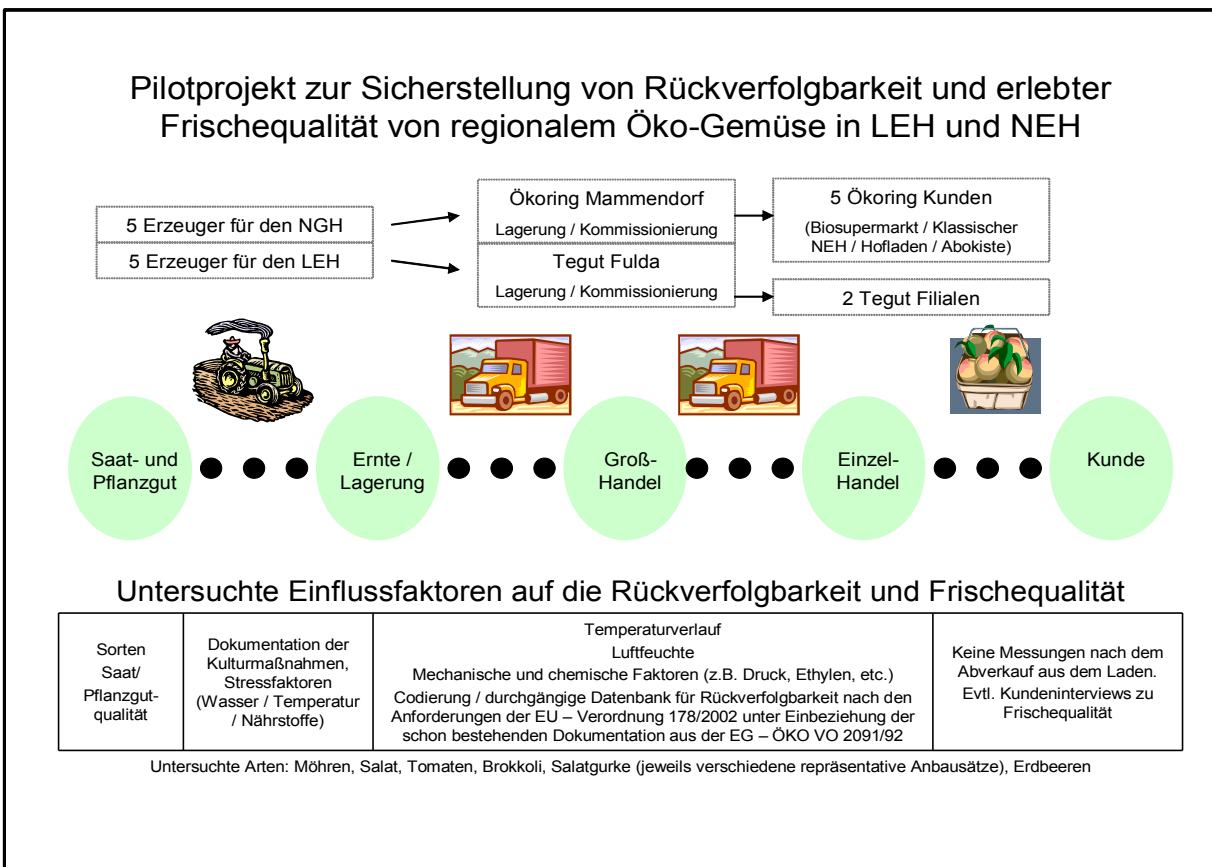 Pilotprojekt zur Sicherstellung von Rückverfolgbarkeit und erlebter
Frischequalität von regionalem Öko-Gemüse in LEH und NEH
5 Erzeuger für den NGH
5 Erzeuger für den LEH
Ökoring Mammendorf
Lagerung / Kommissionierung
Tegut Fulda
Lagerung / Kommissionierung
5 Ökoring Kunden
(Biosupermarkt / Klassischer
NEH / Hofladen / Abokiste)
2 Tegut Filialen
Saat- und
Pflanzgut
Ernte /
Lagerung
Groß-
Handel
Einzel-
Handel
Kunde
Untersuchte Einflussfaktoren auf die Rückverfolgbarkeit und Frischequalität
Sorten
Saat/
Pflanzgut-
qualität
Dokumentation der
Kulturmaßnahmen,
Stressfaktoren
(Wasser / Temperatur
/ Nährstoffe)
Temperaturverlauf
Luftfeuchte
Mechanische und chemische Faktoren (z.B. Druck, Ethylen, etc.)
Codierung / durchgängige Datenbank für Rückverfolgbarkeit nach den
Anforderungen der EU – Verordnung 178/2002 unter Einbeziehung der
schon bestehenden Dokumentation aus der EG – ÖKO VO 2091/92
Keine Messungen nach dem
Abverkauf aus dem Laden.
Evtl. Kundeninterviews zu
Frischequalität
Untersuchte Arten: Möhren, Salat, Tomaten, Brokkoli, Salatgurke (jeweils verschiedene repräsentative Anbausätze), Erdbeeren